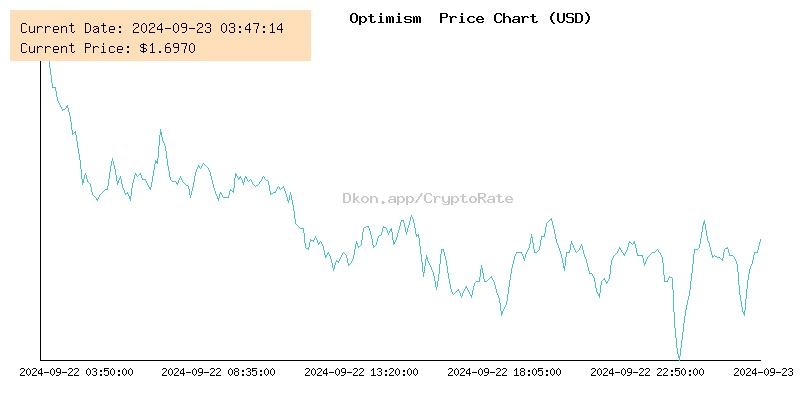 Optimism  Price Chart (USD)
Current Date: 2024-09-23 03:47:14
Current Price: $1.6970
Dkon.app/CryptoRate
2024-09-22 03:50:00 2024-09-22 08:35:00 2024-09-22 13:20:00 2024-09-22 18:05:00 2024-09-22 22:50:00 2024-09-23